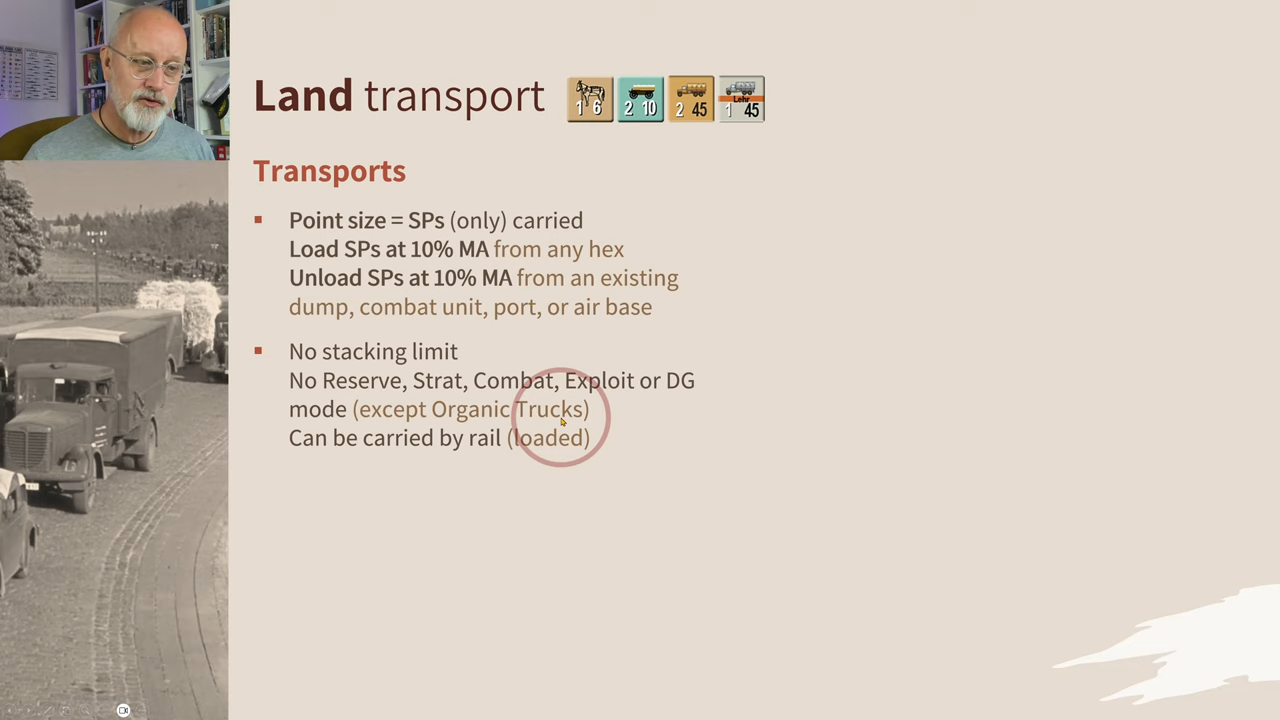 Land transport
1 6
2 10
2 45
Lehr
1 45
Transports
▪ Point size = SPs (only) carried
Load SPs at 10% MA from any hex
Unload SPs at 10% MA from an existing
dump, combat unit, port, or air base
▪ No stacking limit
No Reserve, Strat, Combat, Exploit or DG
mode (except Organic Trucks)
Can be carried by rail (loaded)